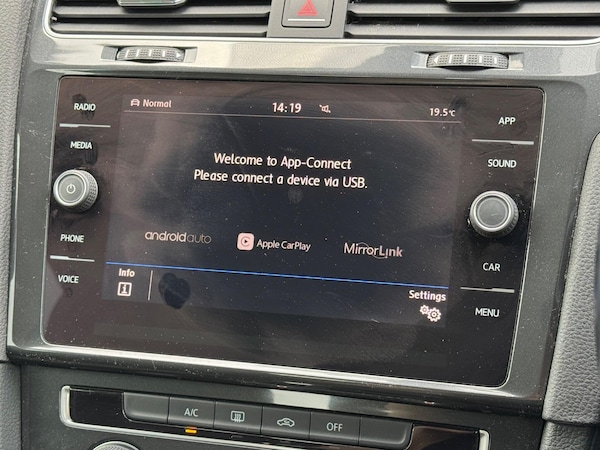 RADIO
MEDIA
PHONE
VOICE
Normal
14:19
19.5°C
Welcome to App-Connect
Please connect a device via USB.
androidauto
Apple CarPlay
MirrorLink
Info
Settings
APP
SOUND
CAR
MENU
A/C
OFF